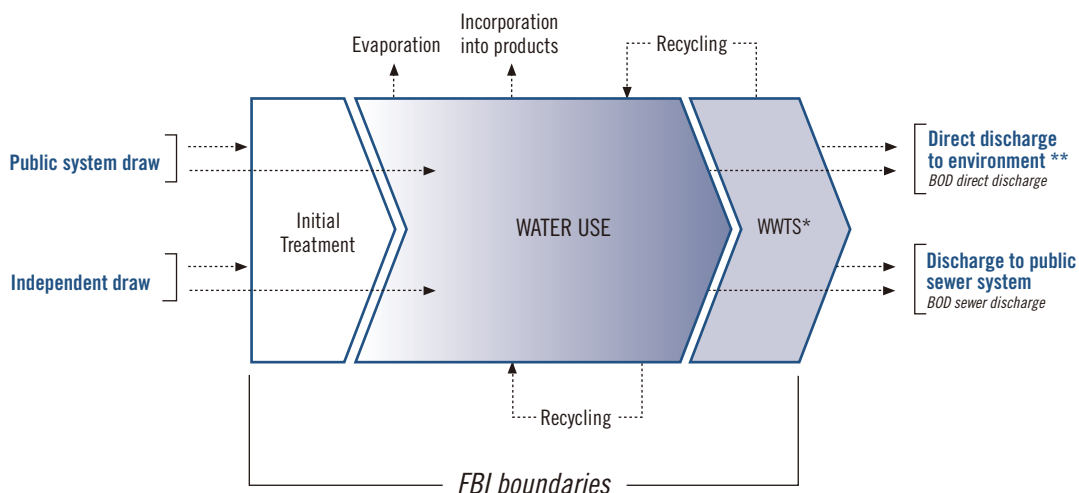 Incorporation
into products
Evaporation
Recycling
Public system draw
Direct discharge
to environment **
BOD direct discharge
Initial
Treatment
WATER USE
WWTS*
Independent draw
Discharge to public
sewer system
BOD sewer discharge
Recycling
FBI boundaries